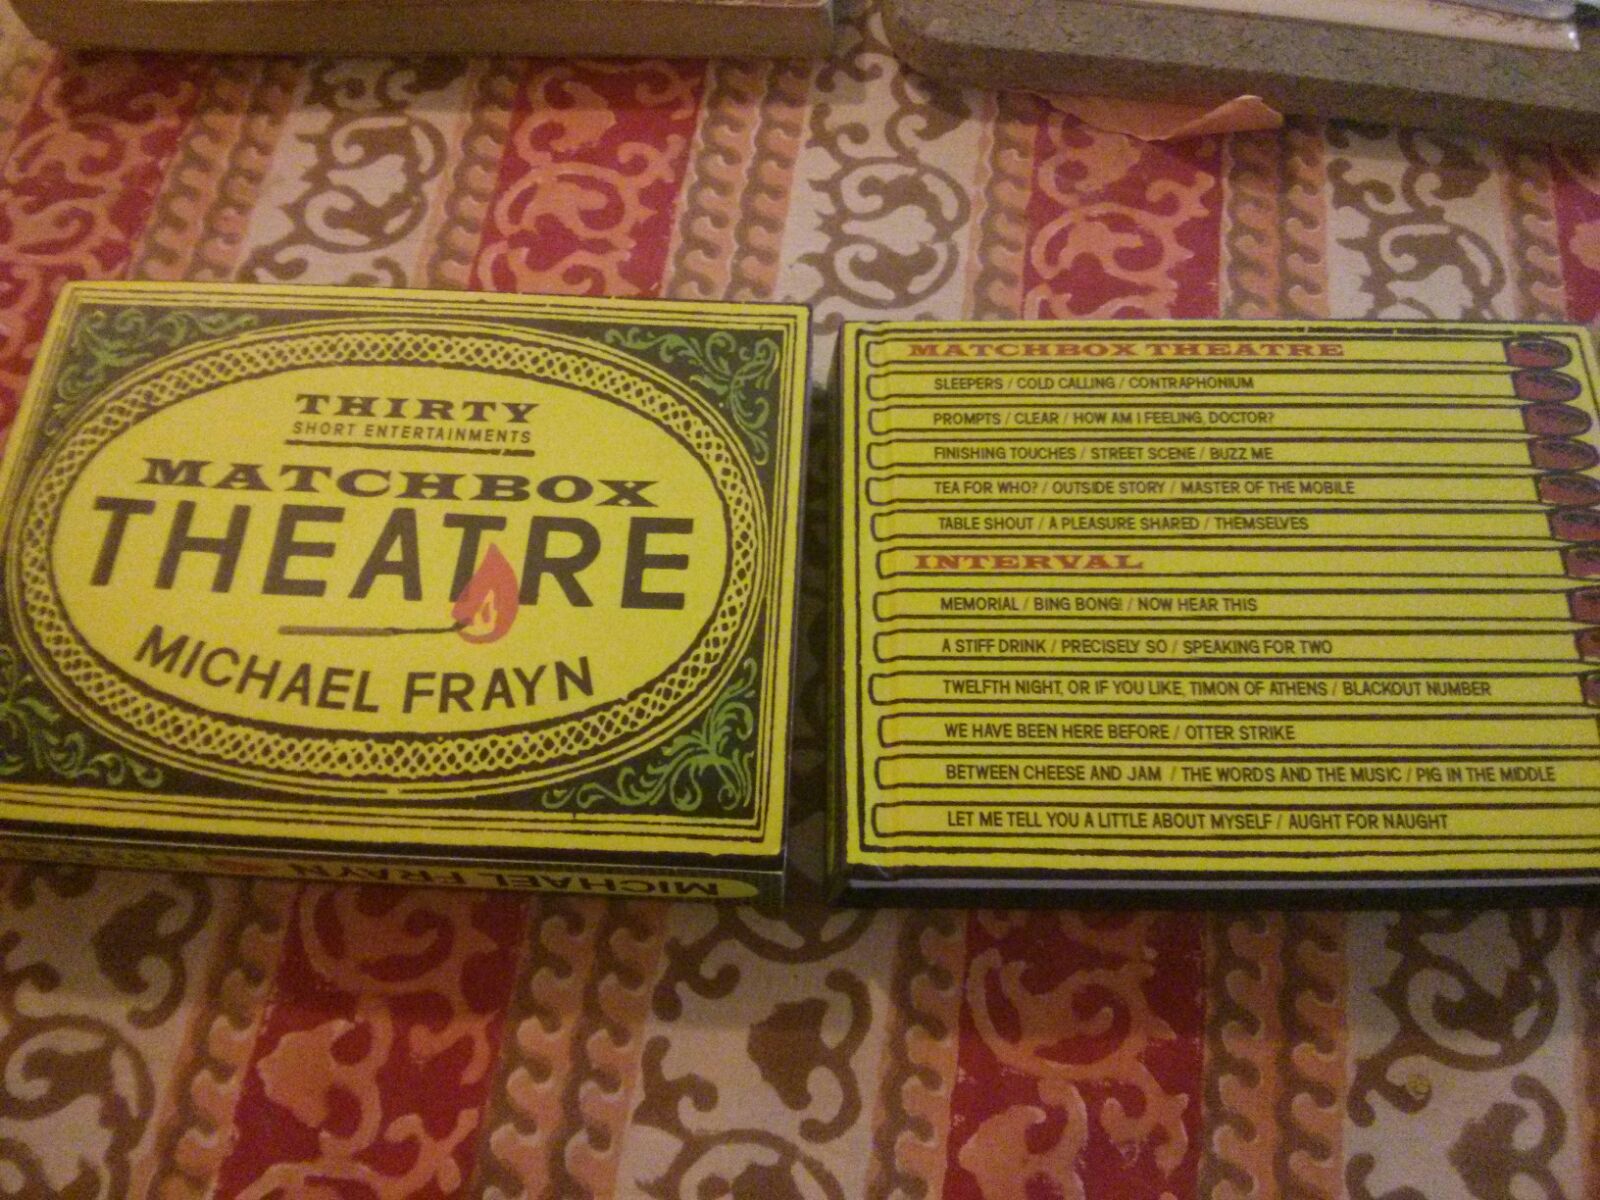 THIRTY
SHORT ENTERTAINMENTS
MATCHBOX
THEATRE
MICHAEL FRAYN
MICHAEL FRAYN
MATCHBOX THEATRE
SLEEPERS / COLD CALLING / CONTRAPHONIUM
PROMPTS / CLEAR / HOW AM I FEELING, DOCTOR?
FINISHING TOUCHES / STREET SCENE / BUZZ ME
TEA FOR WHO? / OUTSIDE STORY / MASTER OF THE MOBILE
TABLE SHOUT / A PLEASURE SHARED / THEMSELVES
INTERVAL
MEMORIAL / BING BONG! / NOW HEAR THIS
A STIFF DRINK / PRECISELY SO / SPEAKING FOR TWO
TWELFTH NIGHT, OR IF YOU LIKE, TIMON OF ATHENS / BLACKOUT NUMBER
WE HAVE BEEN HERE BEFORE / OTTER STRIKE
BETWEEN CHEESE AND JAM / THE WORDS AND THE MUSIC / PIG IN THE MIDDLE
LET ME TELL YOU A LITTLE ABOUT MYSELF / AUGHT FOR NAUGHT